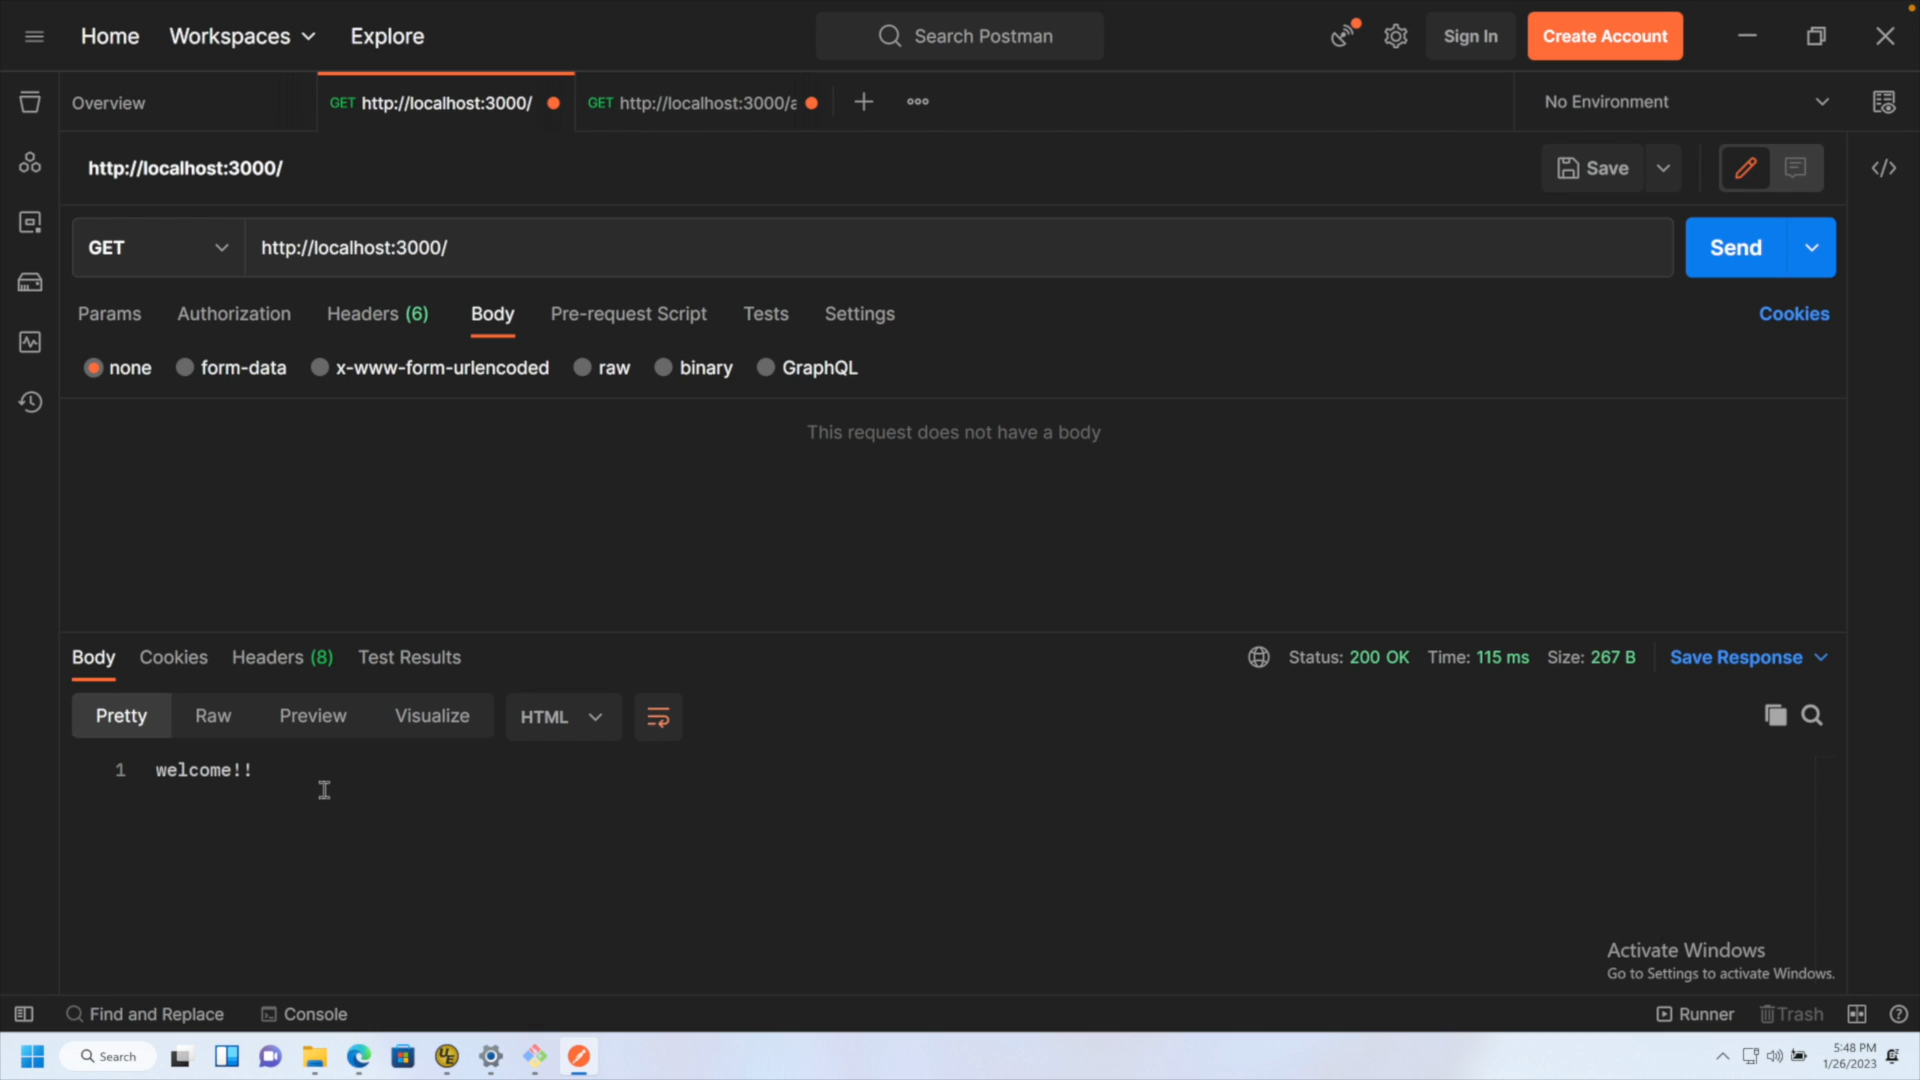 Home Workspaces Explore Search Postman Sign In Create Account
Overview GET http://localhost:3000/ GET http://localhost:3000/a No Environment
http://localhost:3000/ Save
GET http://localhost:3000/ Send
Params Authorization Headers (6) Body Pre-request Script Tests Settings Cookies
none form-data x-www-form-urlencoded raw binary GraphQL
This request does not have a body
Body Cookies Headers (8) Test Results Status: 200 OK Time: 115 ms Size: 267 B Save Response
Pretty Raw Preview Visualize HTML
1 welcome!!
Activate Windows
Go to Settings to activate Windows.
Find and Replace Console Runner Trash
Search UE 5:48 PM
1/26/2023